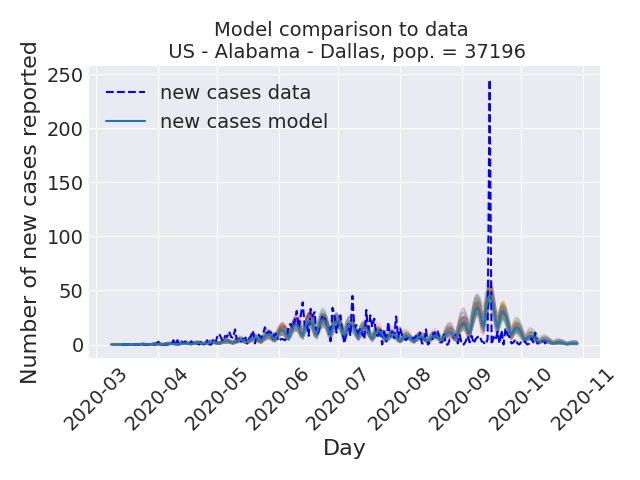 Model comparison to data
US - Alabama - Dallas, pop. = 37196
Number of new cases reported
250
200
150
100
50
0
new cases data
new cases model
2020-03
2020-04
2020-05
2020-06
2020-07
2020-08
2020-09
2020-10
2020-11
Day